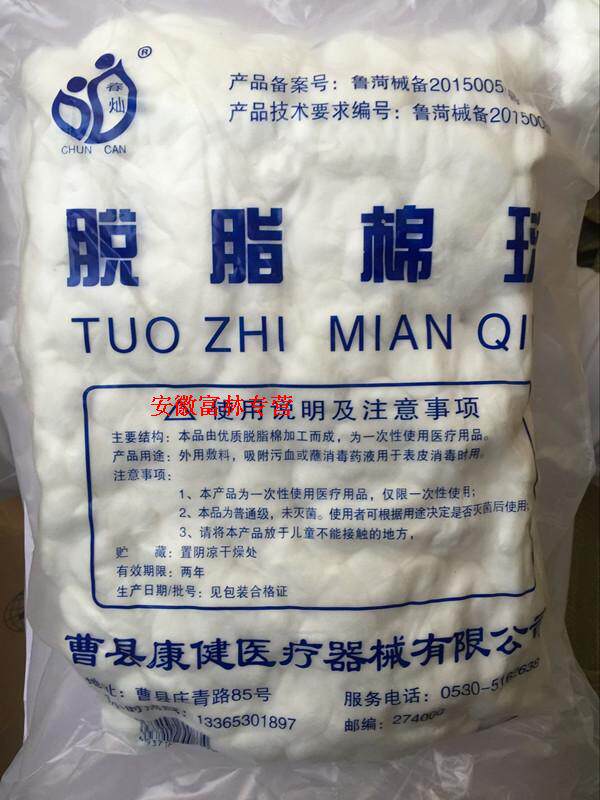 ®
春
灿
CHUN CAN
产品备案号：鲁菏械备2015005
产品技术要求编号：鲁菏械备201500
脱脂棉球
TUO ZHI MIAN QI
安徽富林专营
使用说明及注意事项
主要结构：本品由优质脱脂棉加工而成，为一次性使用医疗用品。
产品用途：外用敷料，吸附污血或蘸消毒药液用于表皮消毒时用。
注意事项：
1、本产品为一次性使用医疗用品，仅限一次性使用；
2、本品为普通级，未灭菌。使用者可根据用途决定是否灭菌后使用；
3、请将本产品放于儿童不能接触的地方，
贮 藏：置阴凉干燥处
有效期限：两年
生产日期/批号：见包装合格证
曹县康健医疗器械有限公司
地址：曹县庄青路85号
服务电话：0530-51
13365301897
邮编：27400